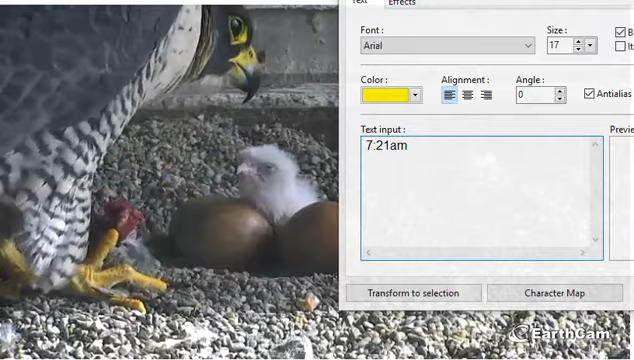 Text
Effects
Font :
Size :
Arial
17
B
It
Color :
Alignment :
Angle :
0
Antialias
Text input :
Previe
7:21am
Transform to selection
Character Map
EarthCam